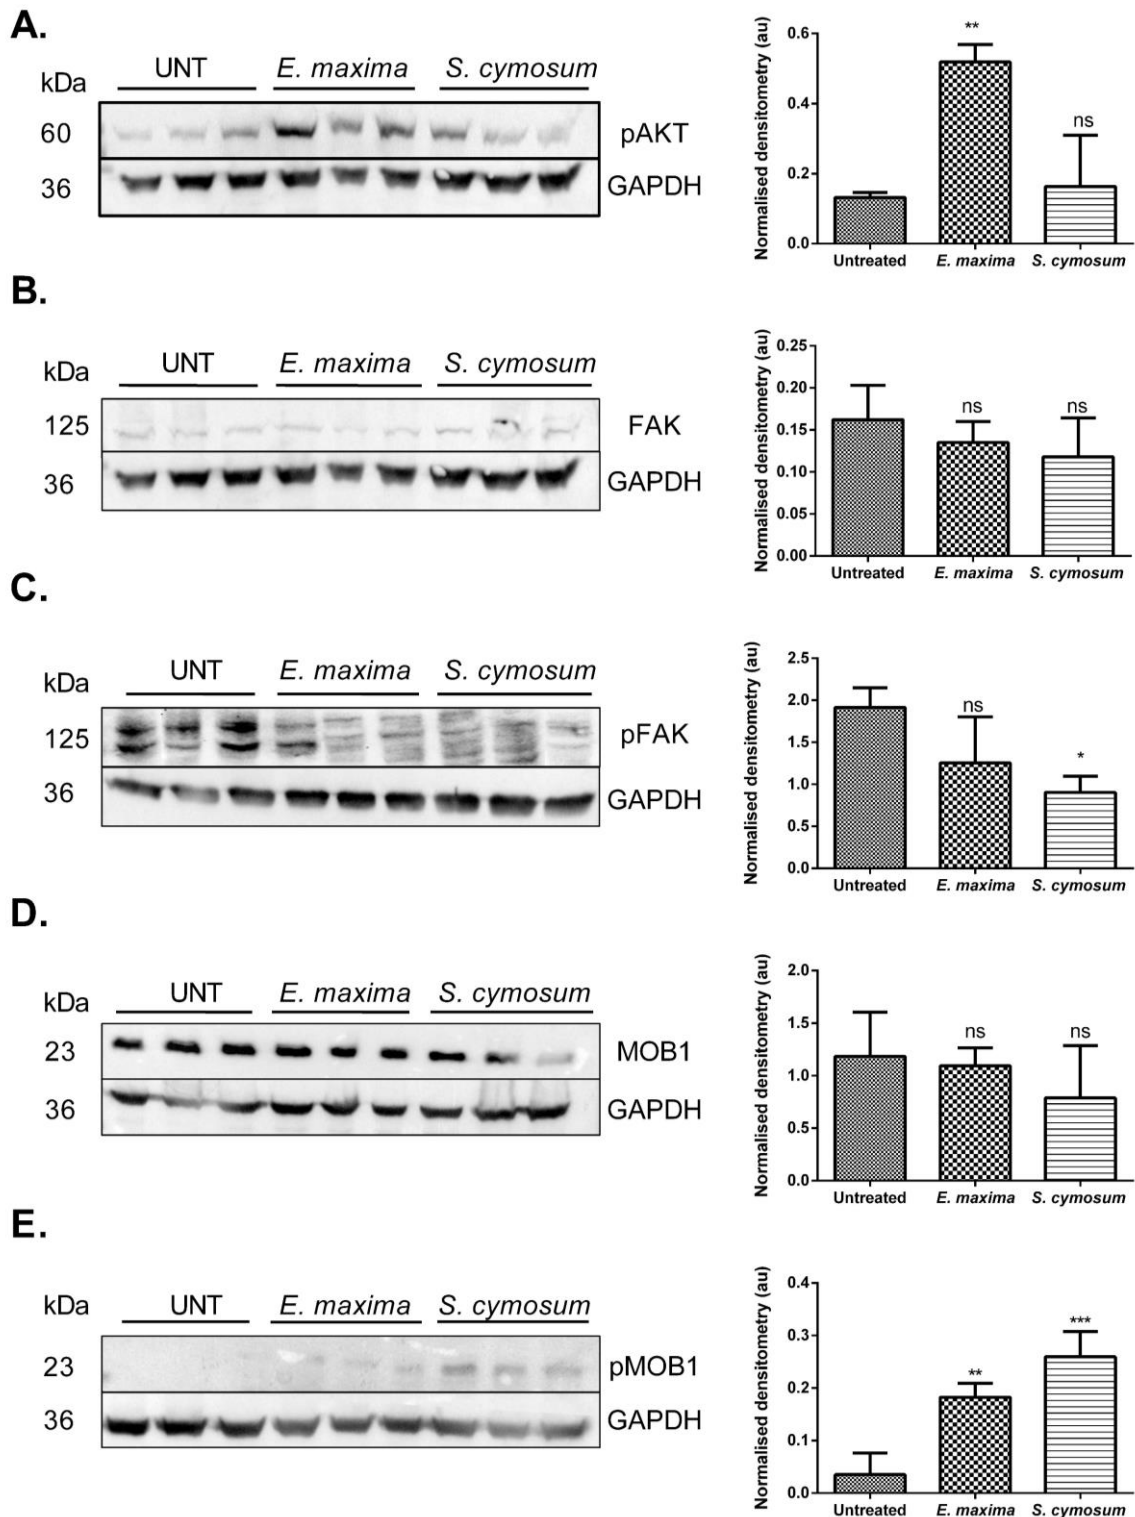 A.
kDa UNT E. maxima S. cymosum
60 pAKT
36 GAPDH
Normalised densitometry (au)
0.6
0.4
0.2
0.0
** ns
Untreated E. maxima S. cymosum
B.
kDa UNT E. maxima S. cymosum
125 FAK
36 GAPDH
Normalised densitometry (au)
0.25
0.20
0.15
0.10
0.05
0.00
ns ns
Untreated E. maxima S. cymosum
C.
kDa UNT E. maxima S. cymosum
125 pFAK
36 GAPDH
Normalised densitometry (au)
2.5
2.0
1.5
1.0
0.5
0.0
ns *
Untreated E. maxima S. cymosum
D.
kDa UNT E. maxima S. cymosum
23 MOB1
36 GAPDH
Normalised densitometry (au)
2.0
1.5
1.0
0.5
0.0
ns ns
Untreated E. maxima S. cymosum
E.
kDa UNT E. maxima S. cymosum
23 pMOB1
36 GAPDH
Normalised densitometry (au)
0.4
0.3
0.2
0.1
0.0
** ***
Untreated E. maxima S. cymosum